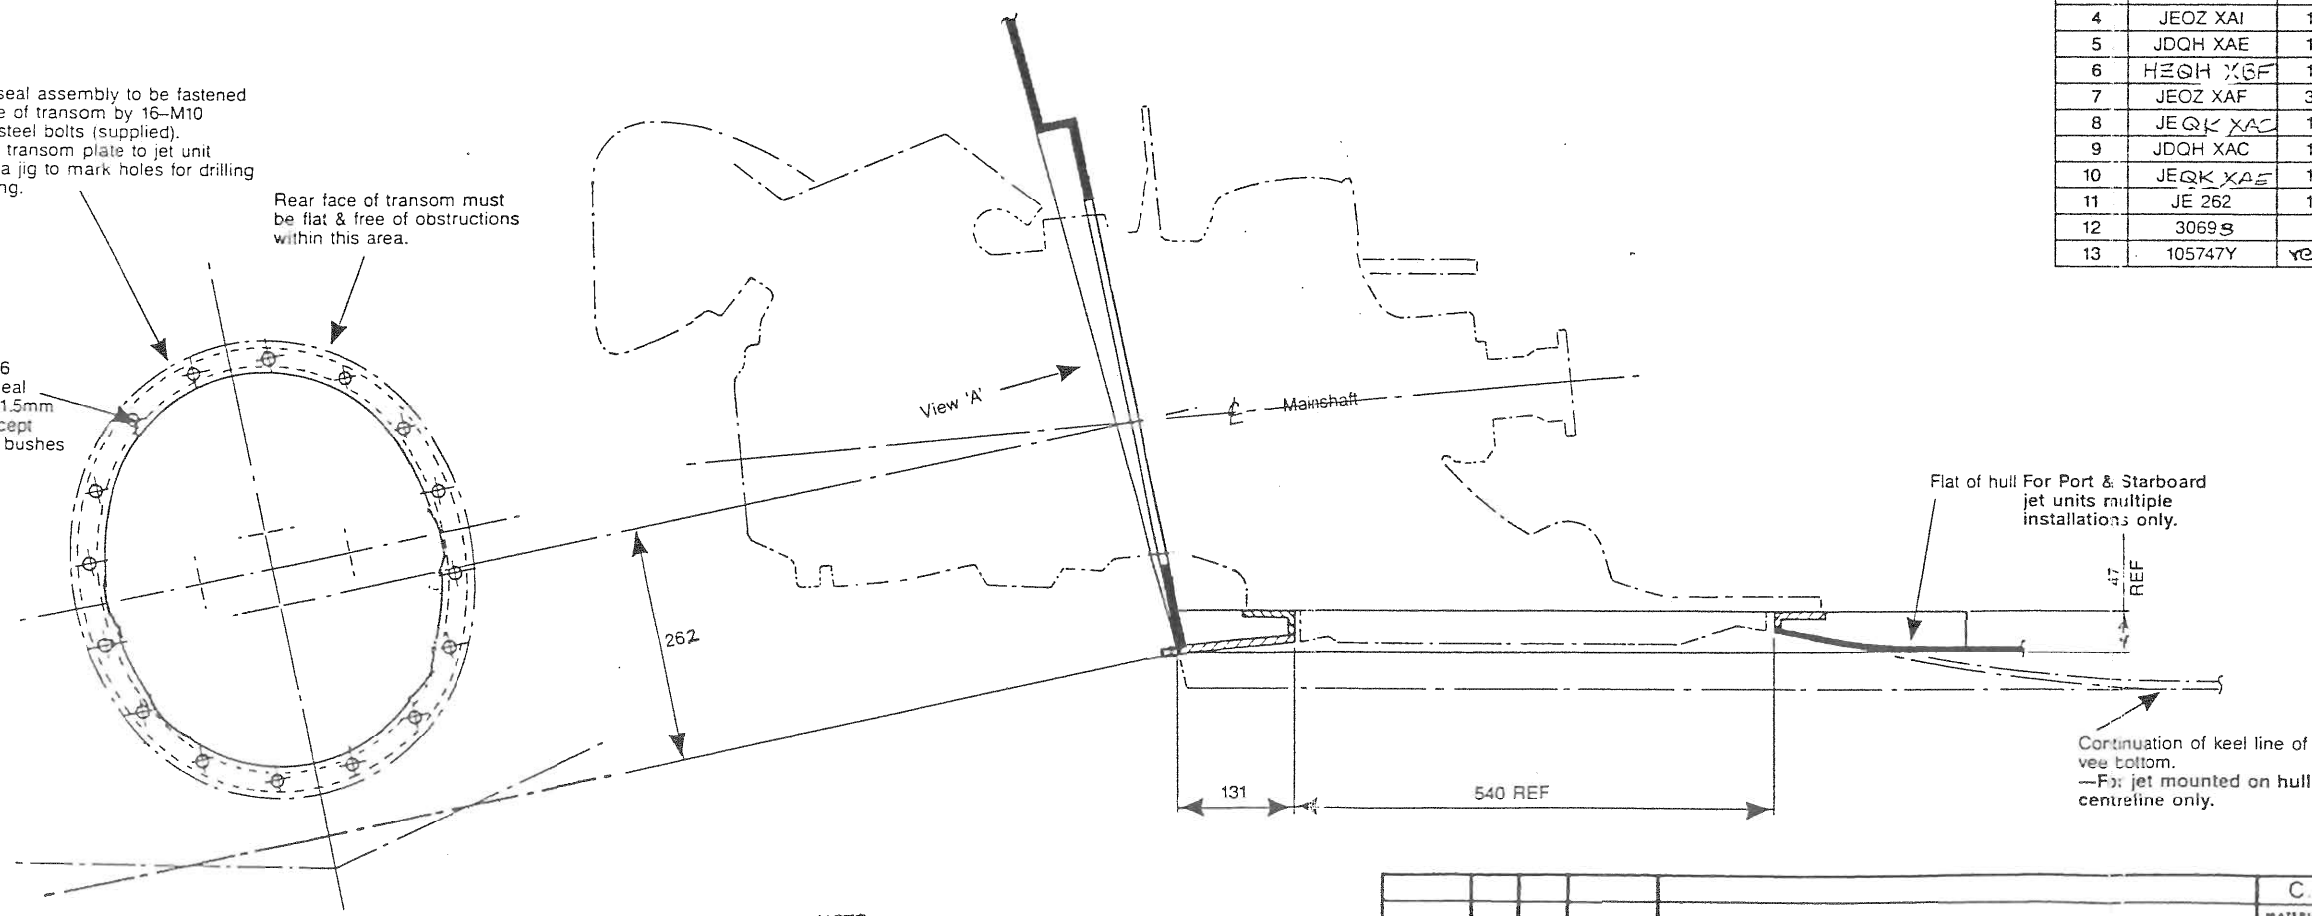 seal assembly to be fastened
e of transom by 16–M10
steel bolts (supplied).
transom plate to jet unit
a jig to mark holes for drilling
ng.
Rear face of transom must
be flat & free of obstructions
within this area.
6
eal
1.5mm
cept
bushes
View 'A'
℄ Mainshaft
262
131
540 REF
47
REF
Flat of hull For Port & Starboard
jet units multiple
installations only.
Continuation of keel line of
vee bottom.
—For jet mounted on hull
centreline only.
4 JEOZ XAI 1
5 JDQH XAE 1
6 HEQH XBF 1
7 JEOZ XAF 3
8 JEQK XAC 1
9 JDQH XAC 1
10 JEQK XAE 1
11 JE 262 1
12 3069
13 105747Y
C.